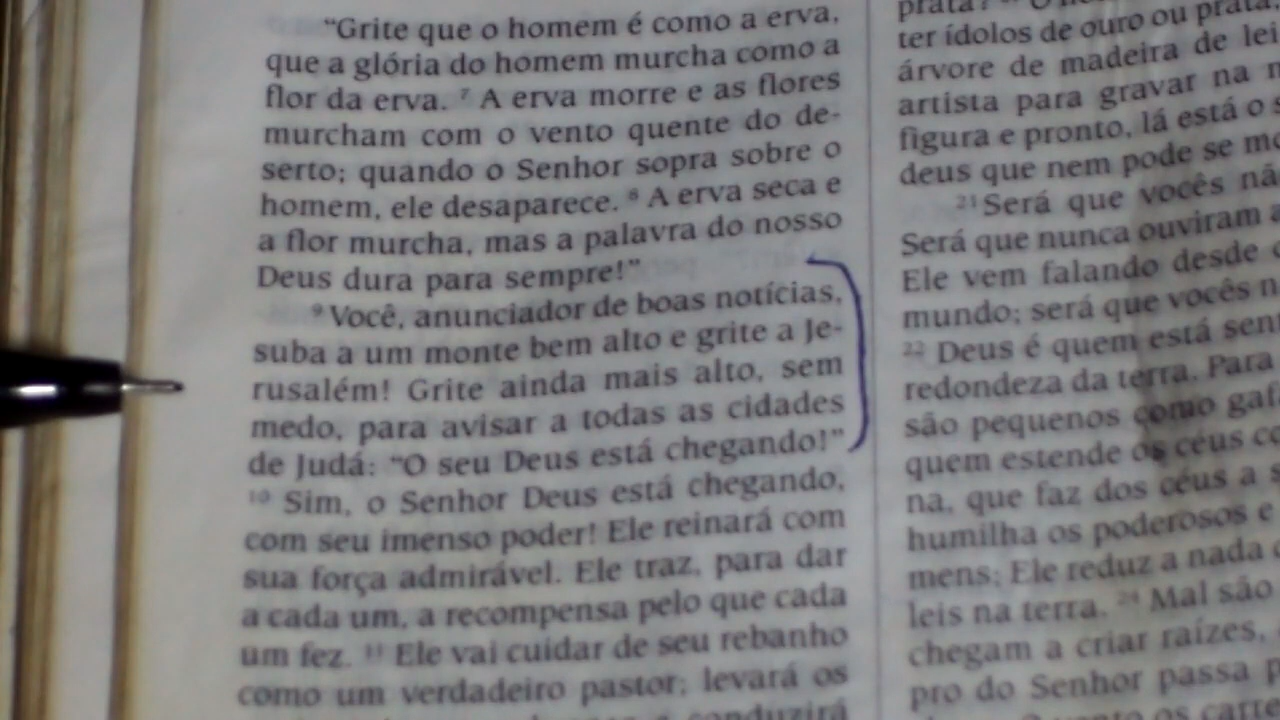 "Grite que o homem é como a erva,
que a glória do homem murcha como a
flor da erva. ⁷ A erva morre e as flores
murcham com o vento quente do de-
serto; quando o Senhor sopra sobre o
homem, ele desaparece. ⁸ A erva seca e
a flor murcha, mas a palavra do nosso
Deus dura para sempre!"
⁹ Você, anunciador de boas notícias,
suba a um monte bem alto e grite a Je-
rusalém! Grite ainda mais alto, sem
medo, para avisar a todas as cidades
de Judá: "O seu Deus está chegando!"
¹⁰ Sim, o Senhor Deus está chegando,
com seu imenso poder! Ele reinará com
sua força admirável. Ele traz, para dar
a cada um, a recompensa pelo que cada
um fez. ¹¹ Ele vai cuidar de seu rebanho
como um verdadeiro pastor; levará os
conduzirá
prata?
ter ídolos de ouro ou prata,
árvore de madeira de lei
artista para gravar na
figura e pronto, lá está o
deus que nem pode se
²¹ Será que vocês
Será que nunca ouviram
Ele vem falando desde
mundo; será que vocês
²² Deus é quem está
redondeza da terra. Para
são pequenos como
quem estende os céus
na, que faz dos céus a
humilha os poderosos e
mens; Ele reduz a nada
leis na terra. ²⁴ Mal são
chegam a criar raízes,
pro do Senhor passa
os